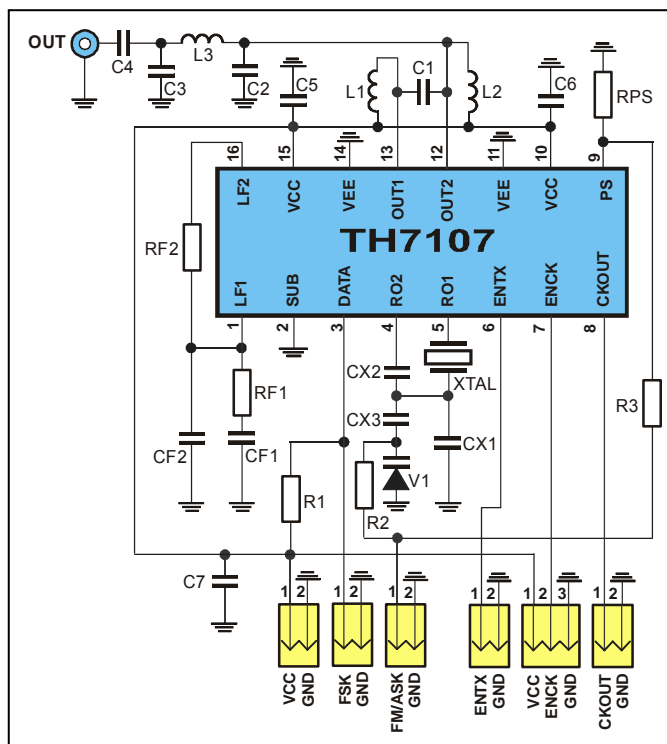 OUT
C4
L3
C3
C2
C5
L1
C1
L2
C6
RPS
16
15
14
13
12
11
10
9
LF2
VCC
VEE
OUT1
OUT2
VEE
VCC
PS
TH7107
LF1
SUB
DATA
RO2
RO1
ENTX
ENCK
CKOUT
1
2
3
4
5
6
7
8
RF2
RF1
CF2
CF1
CX2
XTAL
CX3
CX1
R3
R1
R2
V1
C7
1 2
1 2
1 2
1 2
1 2 3
1 2
VCC
GND
FSK
GND
FM/ASK
GND
ENTX
GND
VCC
ENCK
GND
CKOUT
GND